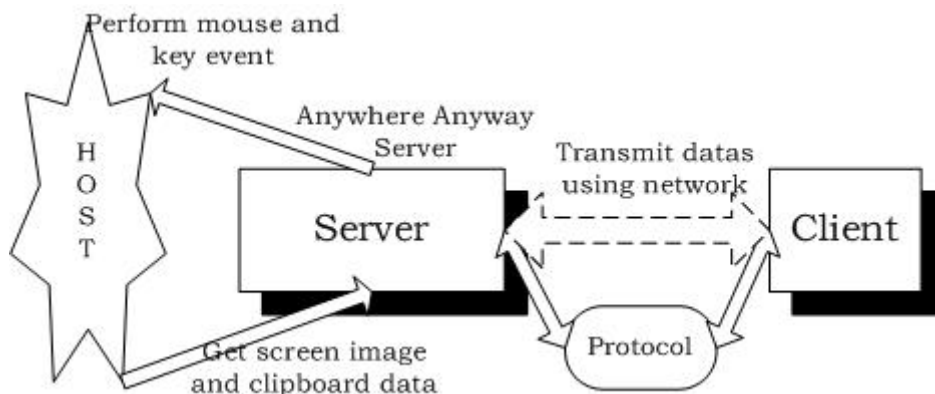 Perform mouse and
key event
HOST
Anywhere Anyway
Server
Server
Transmit datas
using network
Client
Protocol
Get screen image
and clipboard data